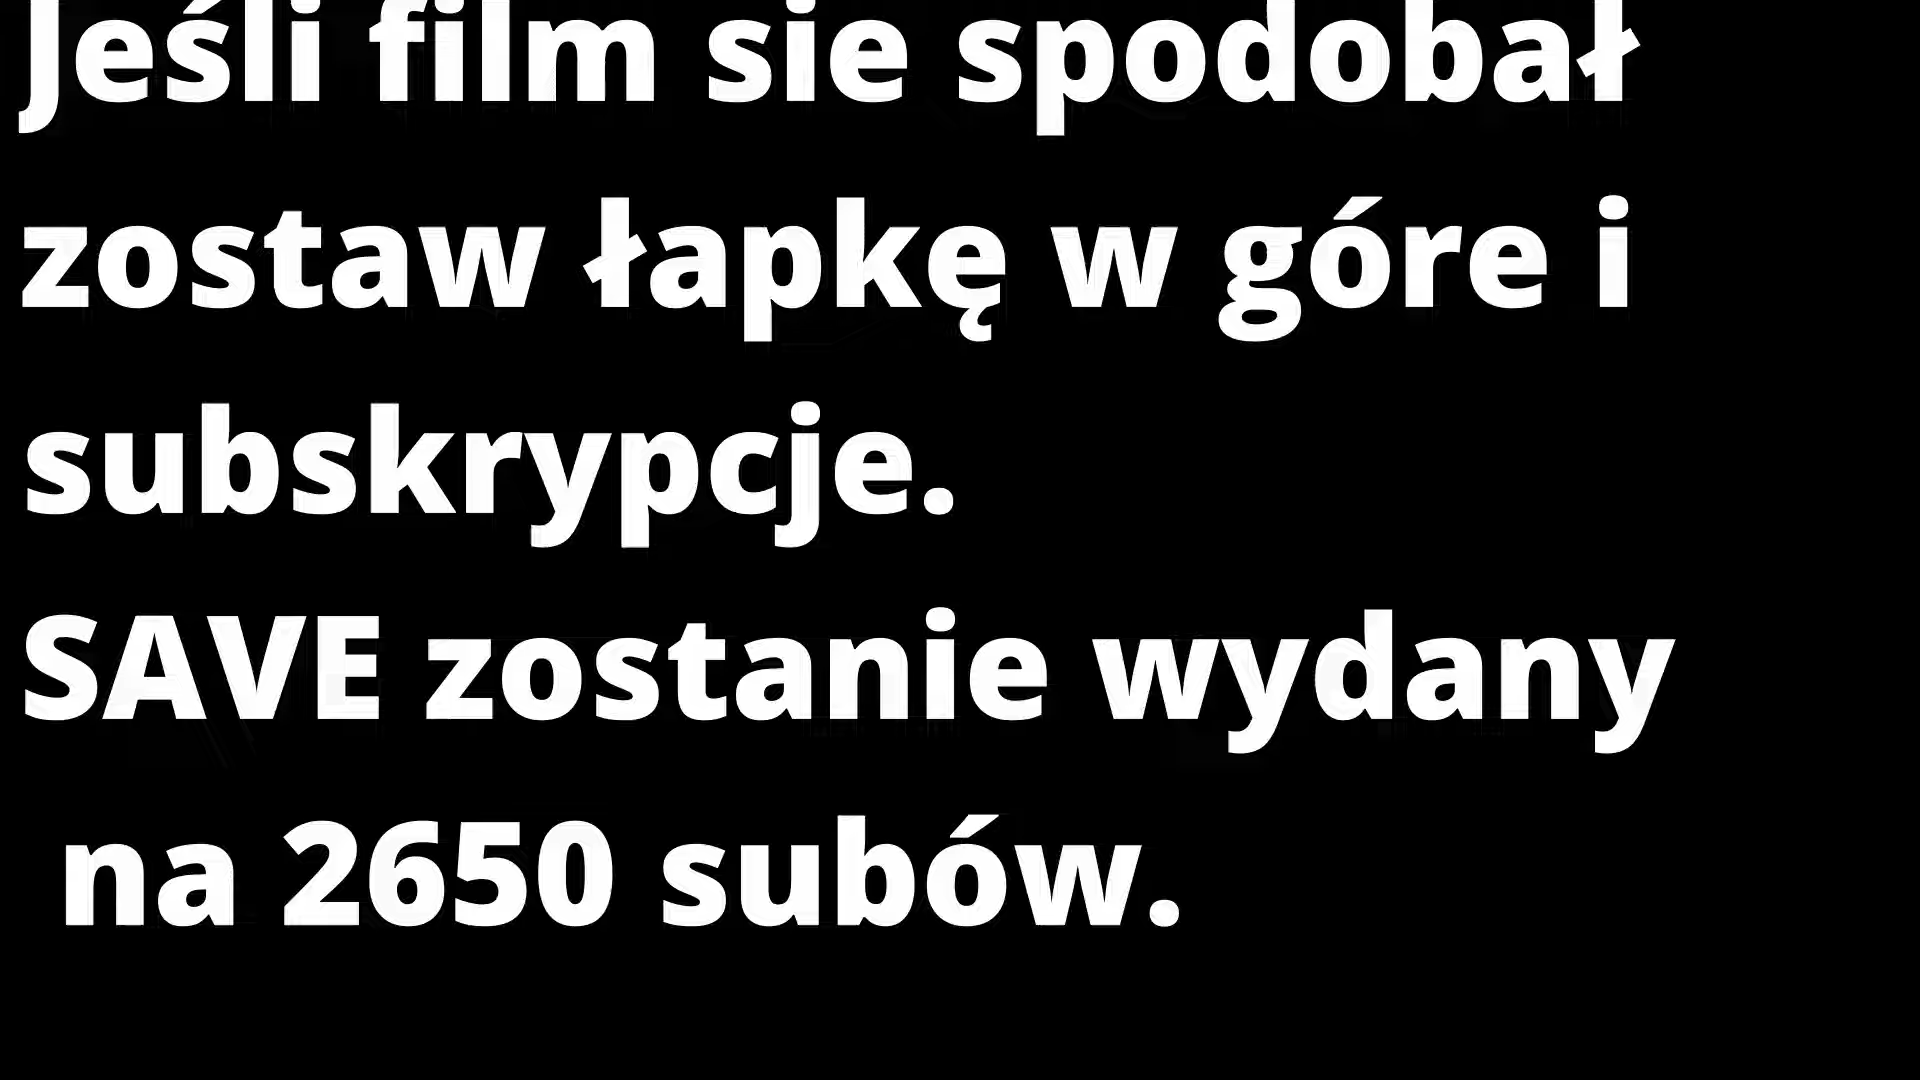 Jeśli film sie spodobał
zostaw łapkę w góre i
subskrypcje.
SAVE zostanie wydany
na 2650 subów.